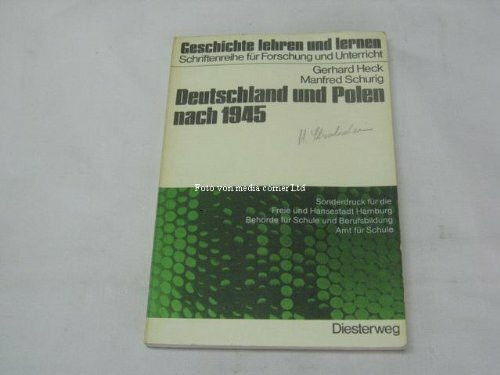 Geschichte lehren und lernen
Schriftenreihe für Forschung und Unterricht
Gerhard Heck
Manfred Schurig
Deutschland und Polen
nach 1945
Foto von media corner Ltd
Sonderdruck für die
Freie und Hansestadt Hamburg
Behörde für Schule und Berufsbildung
Amt für Schule
Diesterweg